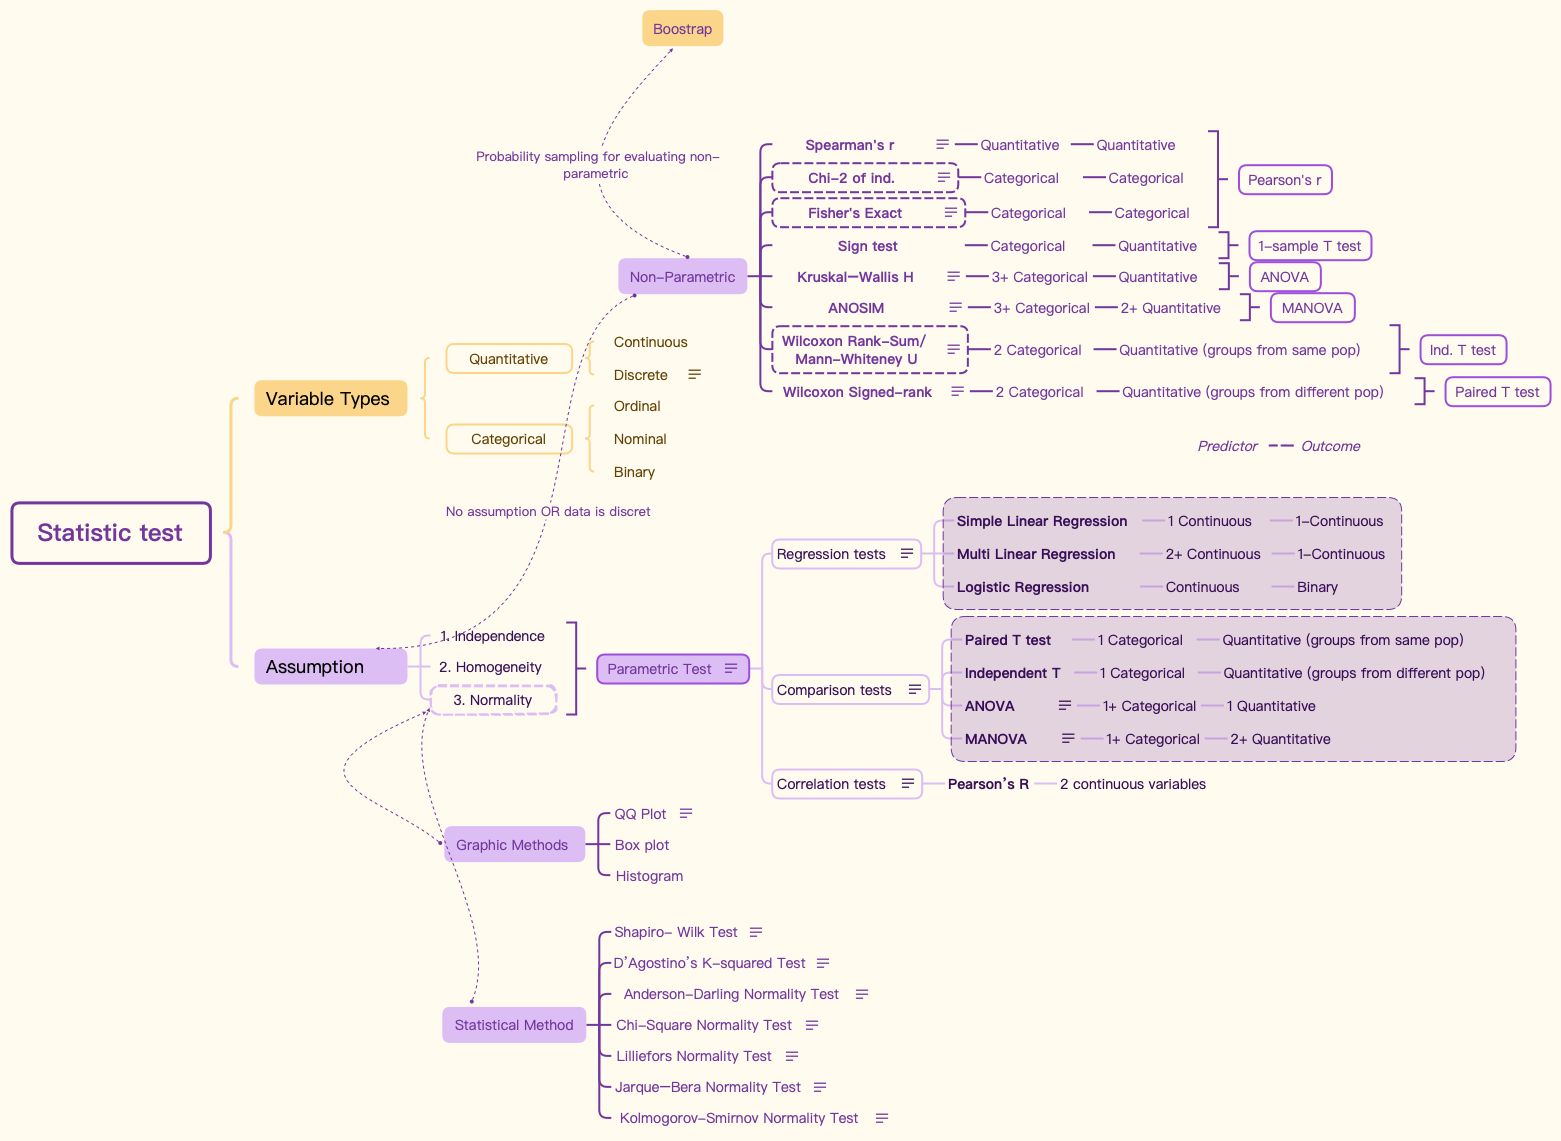 Boostrap
Probability sampling for evaluating non-
parametric
Non-Parametric
Spearman's r Quantitative Quantitative
Chi-2 of ind. Categorical Categorical
Fisher's Exact Categorical Categorical
Pearson's r
Sign test Categorical Quantitative 1-sample T test
Kruskal—Wallis H 3+ Categorical Quantitative ANOVA
ANOSIM 3+ Categorical 2+ Quantitative MANOVA
Wilcoxon Rank-Sum/
Mann-Whiteney U
2 Categorical Quantitative (groups from same pop) Ind. T test
Wilcoxon Signed-rank 2 Categorical Quantitative (groups from different pop) Paired T test
Predictor -- Outcome
Statistic test
Variable Types
Quantitative
Continuous
Discrete
Categorical
Ordinal
Nominal
Binary
No assumption OR data is discret
Assumption
1. Independence
2. Homogeneity
3. Normality
Parametric Test
Regression tests
Simple Linear Regression 1 Continuous 1-Continuous
Multi Linear Regression 2+ Continuous 1-Continuous
Logistic Regression Continuous Binary
Comparison tests
Paired T test 1 Categorical Quantitative (groups from same pop)
Independent T 1 Categorical Quantitative (groups from different pop)
ANOVA 1+ Categorical 1 Quantitative
MANOVA 1+ Categorical 2+ Quantitative
Correlation tests
Pearson’s R 2 continuous variables
Graphic Methods
QQ Plot
Box plot
Histogram
Statistical Method
Shapiro- Wilk Test
D’Agostino’s K-squared Test
Anderson-Darling Normality Test
Chi-Square Normality Test
Lilliefors Normality Test
Jarque—Bera Normality Test
Kolmogorov-Smirnov Normality Test